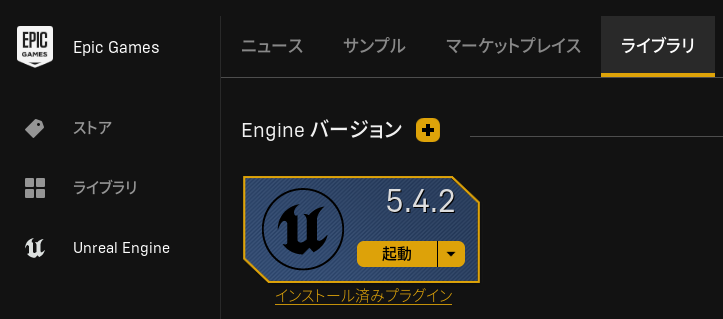 EPIC
GAMES
Epic Games
ニュース サンプル マーケットプレイス ライブラリ
ストア
ライブラリ
Unreal Engine
Engine バージョン
5.4.2
起動
インストール済みプラグイン